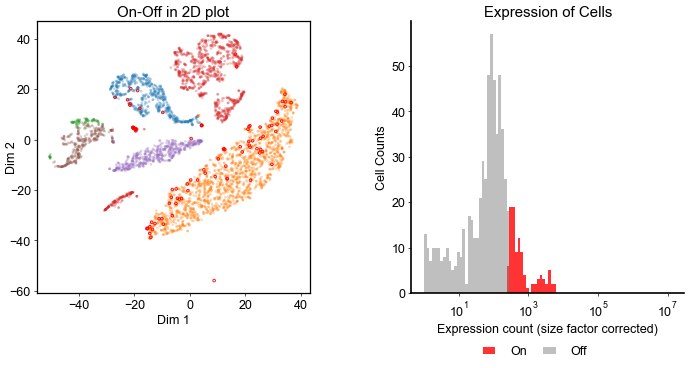 On-Off in 2D plot
40
20
0
−20
−40
−60
−40
−20
0
20
40
Dim 2
Dim 1
Expression of Cells
50
40
30
20
10
0
10^1
10^3
10^5
10^7
Cell Counts
Expression count (size factor corrected)
On
Off